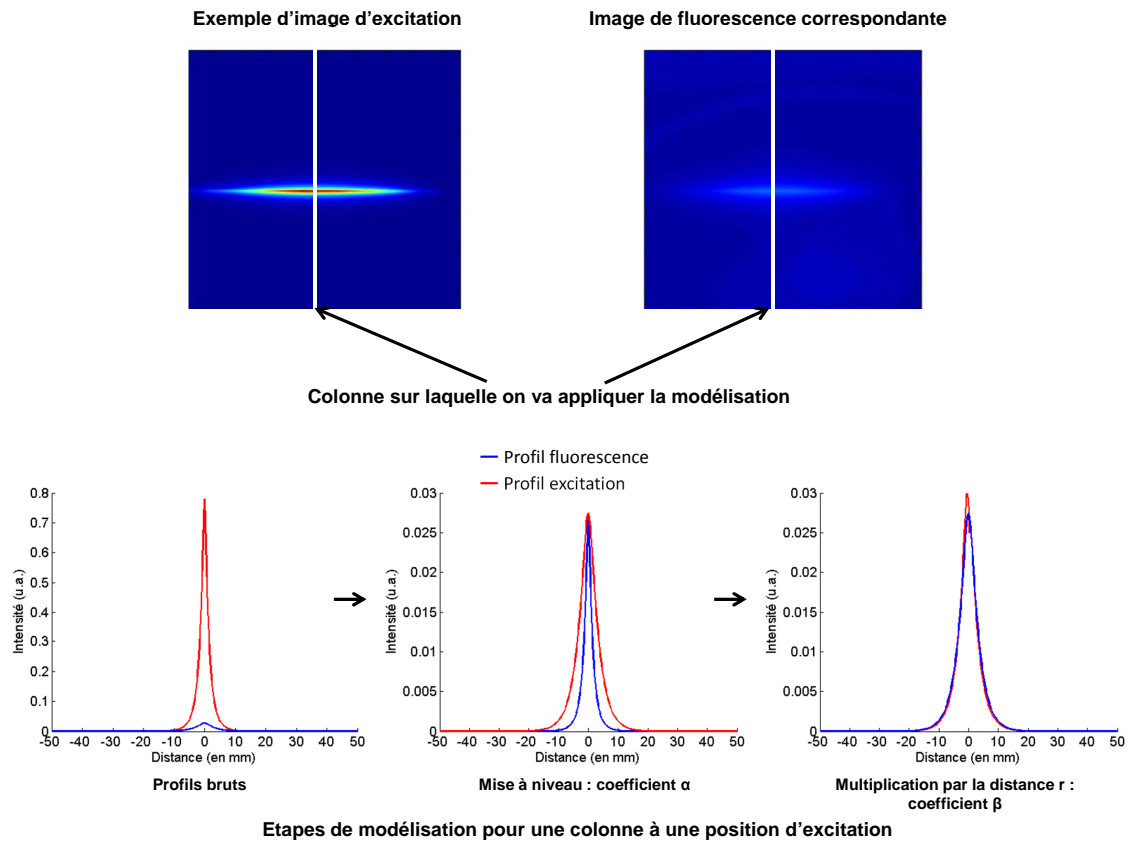 Exemple d'image d'excitation
Image de fluorescence correspondante
Colonne sur laquelle on va appliquer la modélisation
Profil fluorescence
Profil excitation
0.8
0.7
0.6
0.5
0.4
0.3
0.2
0.1
0
Intensité (u.a.)
-50 -40 -30 -20 -10 0 10 20 30 40 50
Distance (en mm)
Profils bruts
0.03
0.025
0.02
0.015
0.01
0.005
0
Intensité (u.a.)
-50 -40 -30 -20 -10 0 10 20 30 40 50
Distance (en mm)
Mise à niveau : coefficient α
0.03
0.025
0.02
0.015
0.01
0.005
0
Intensité (u.a.)
-50 -40 -30 -20 -10 0 10 20 30 40 50
Distance (en mm)
Multiplication par la distance r :
coefficient β
Etapes de modélisation pour une colonne à une position d'excitation